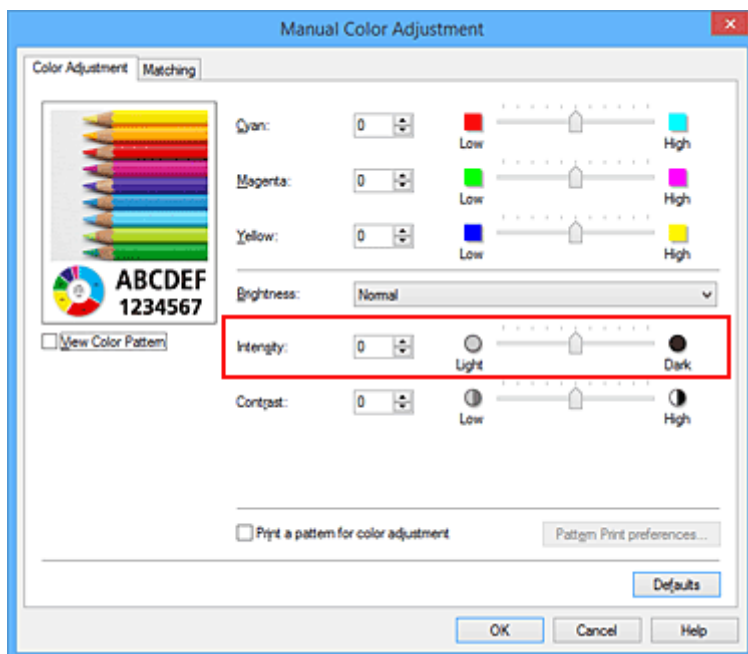 Manual Color Adjustment
Color Adjustment Matching
Cyan: 0 Low High
Magenta: 0 Low High
Yellow: 0 Low High
ABCDEF
1234567
Brightness: Normal
View Color Pattern
Intensity: 0 Light Dark
Contrast: 0 Low High
Print a pattern for color adjustment Pattern Print preferences...
Defaults
OK Cancel Help